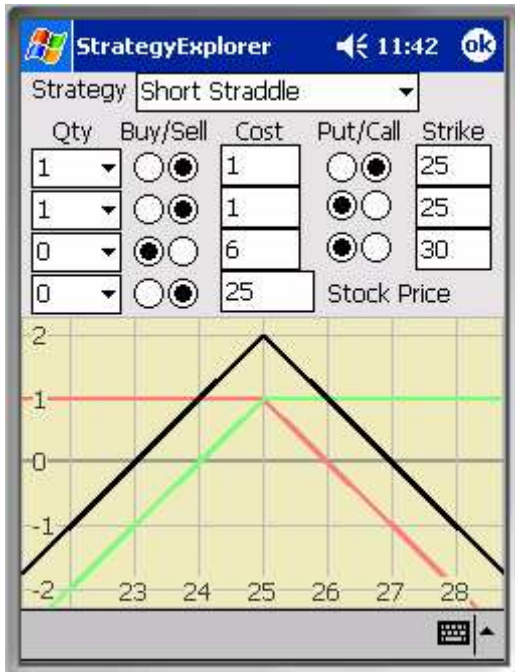 StrategyExplorer 11:42 ok
Strategy Short Straddle
Qty Buy/Sell Cost Put/Call Strike
1 1 25
1 1 25
0 6 30
0 25 Stock Price
2
1
0
-1
-2 23 24 25 26 27 28